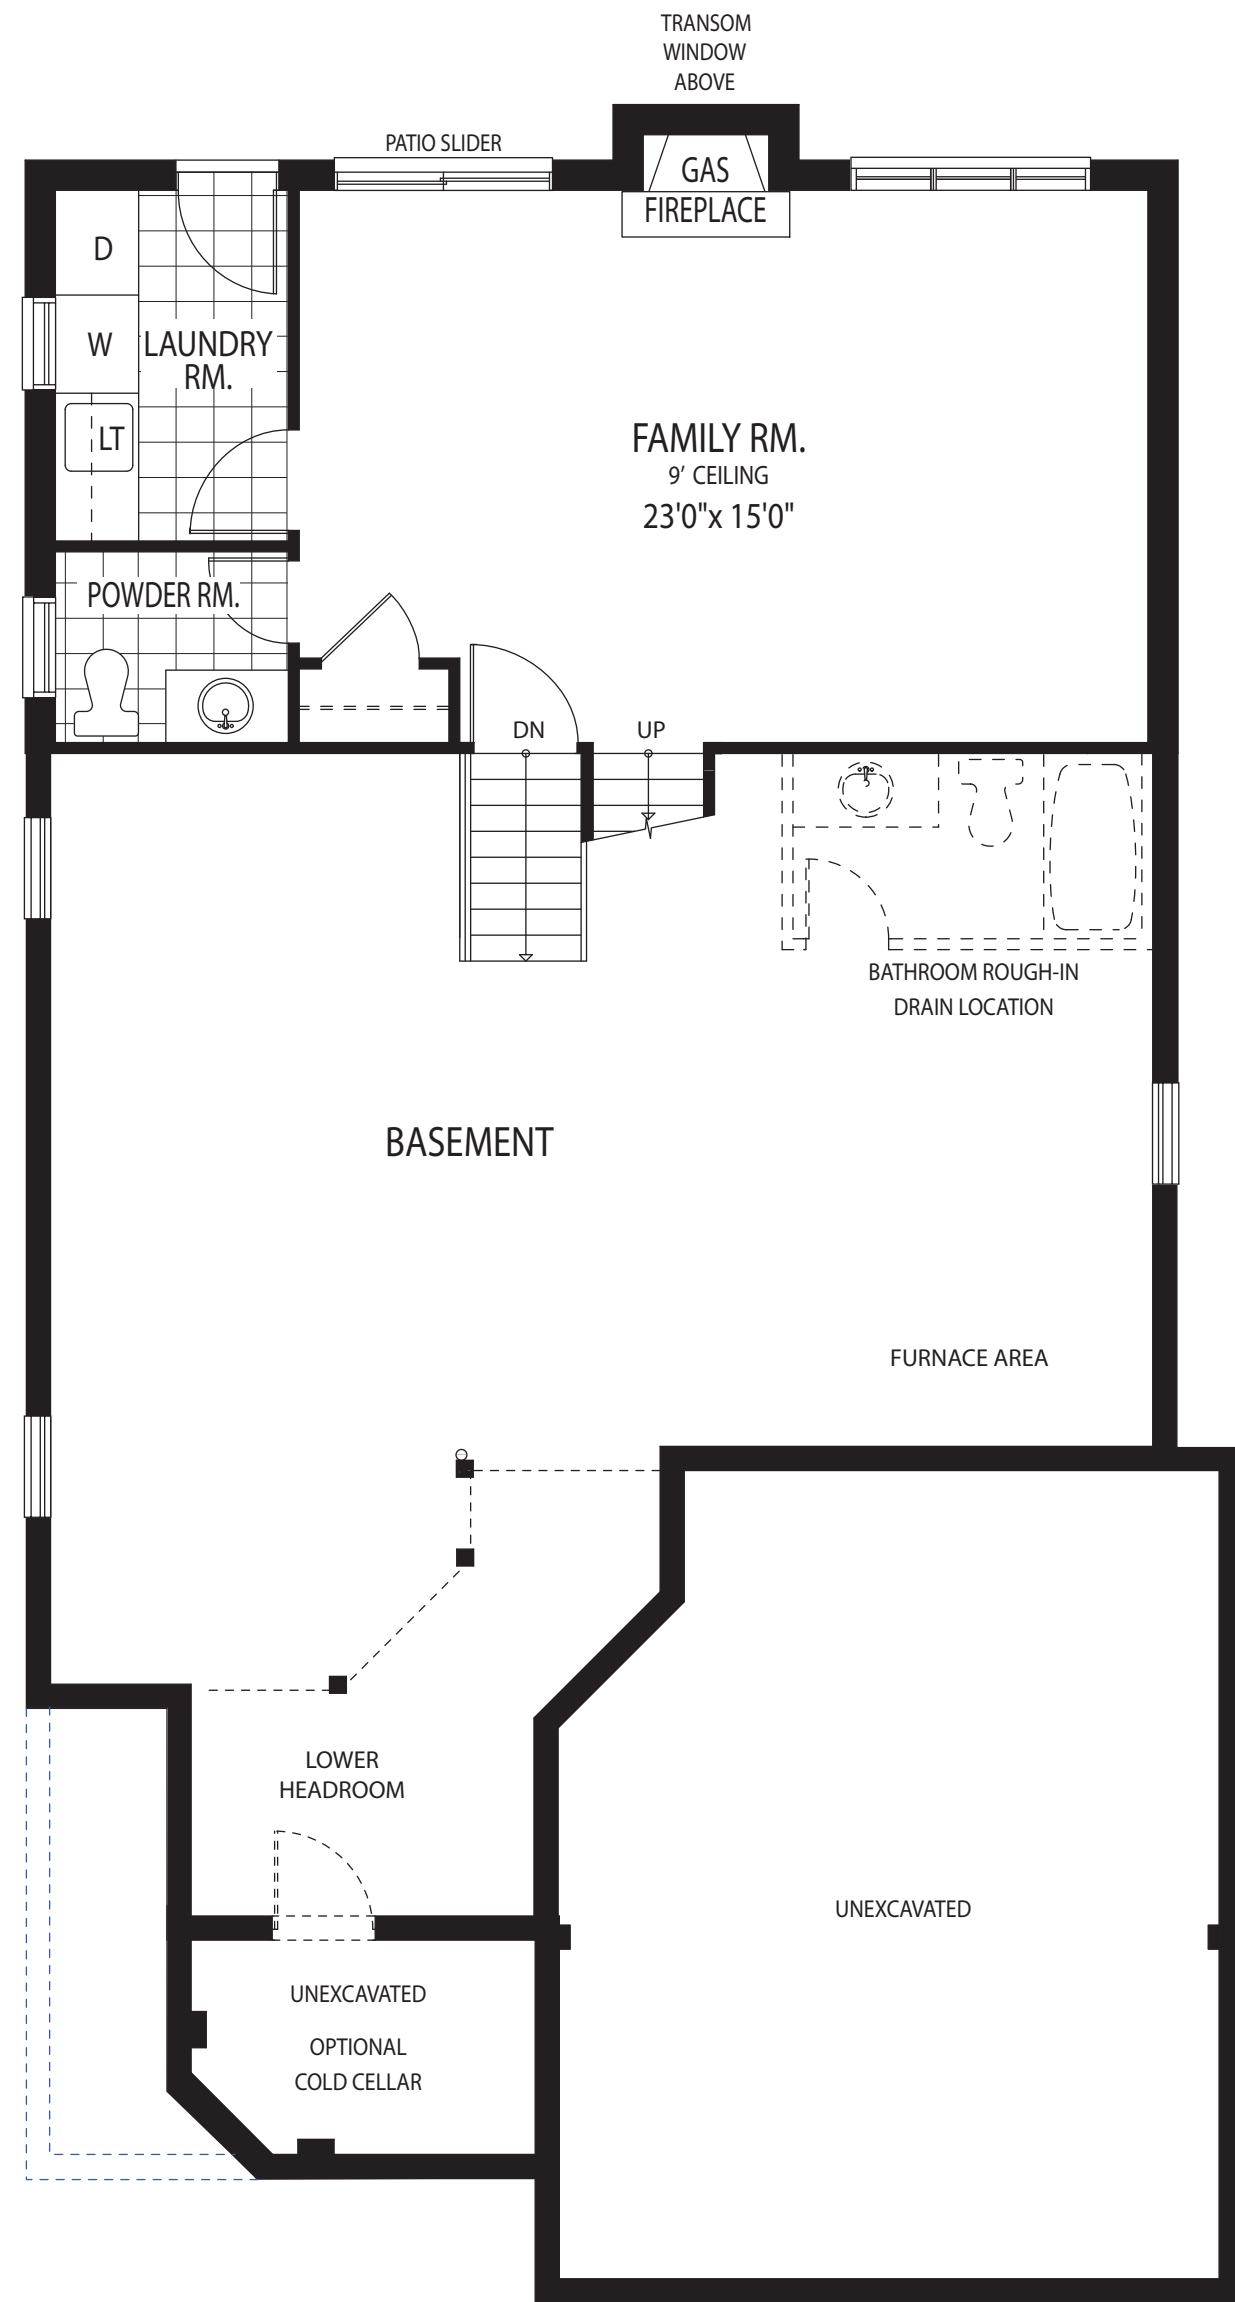 TRANSOM
WINDOW
ABOVE
PATIO SLIDER
GAS
FIREPLACE
D
W
LAUNDRY
RM.
LT
FAMILY RM.
9' CEILING
23'0"x 15'0"
POWDER RM.
DN
UP
BATHROOM ROUGH-IN
DRAIN LOCATION
BASEMENT
FURNACE AREA
LOWER
HEADROOM
UNEXCAVATED
UNEXCAVATED
OPTIONAL
COLD CELLAR